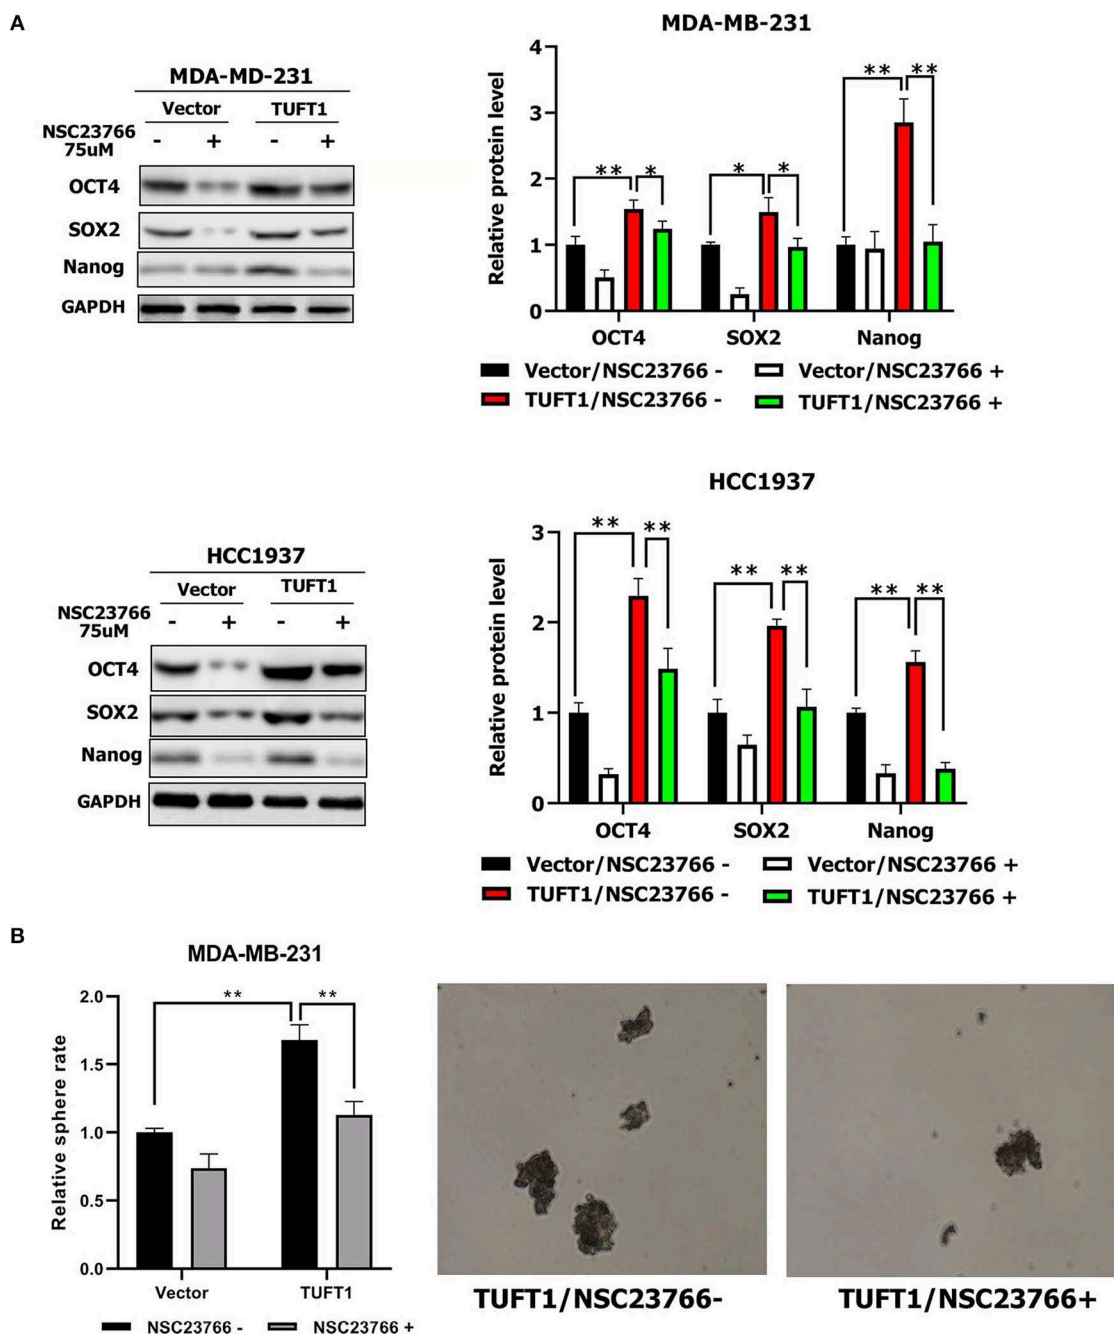 A
MDA-MD-231
Vector TUFT1
NSC23766
75uM
- + - +
OCT4
SOX2
Nanog
GAPDH
MDA-MB-231
Relative protein level
4
3
2
1
0
** *
* *
** **
OCT4 SOX2 Nanog
Vector/NSC23766 - Vector/NSC23766 +
TUFT1/NSC23766 - TUFT1/NSC23766 +
HCC1937
Vector TUFT1
NSC23766
75uM
- + - +
OCT4
SOX2
Nanog
GAPDH
HCC1937
Relative protein level
3
2
1
0
** **
** **
** **
OCT4 SOX2 Nanog
Vector/NSC23766 - Vector/NSC23766 +
TUFT1/NSC23766 - TUFT1/NSC23766 +
B
MDA-MB-231
Relative sphere rate
2.0
1.5
1.0
0.5
0.0
** **
Vector TUFT1
NSC23766 - NSC23766 +
TUFT1/NSC23766- TUFT1/NSC23766+